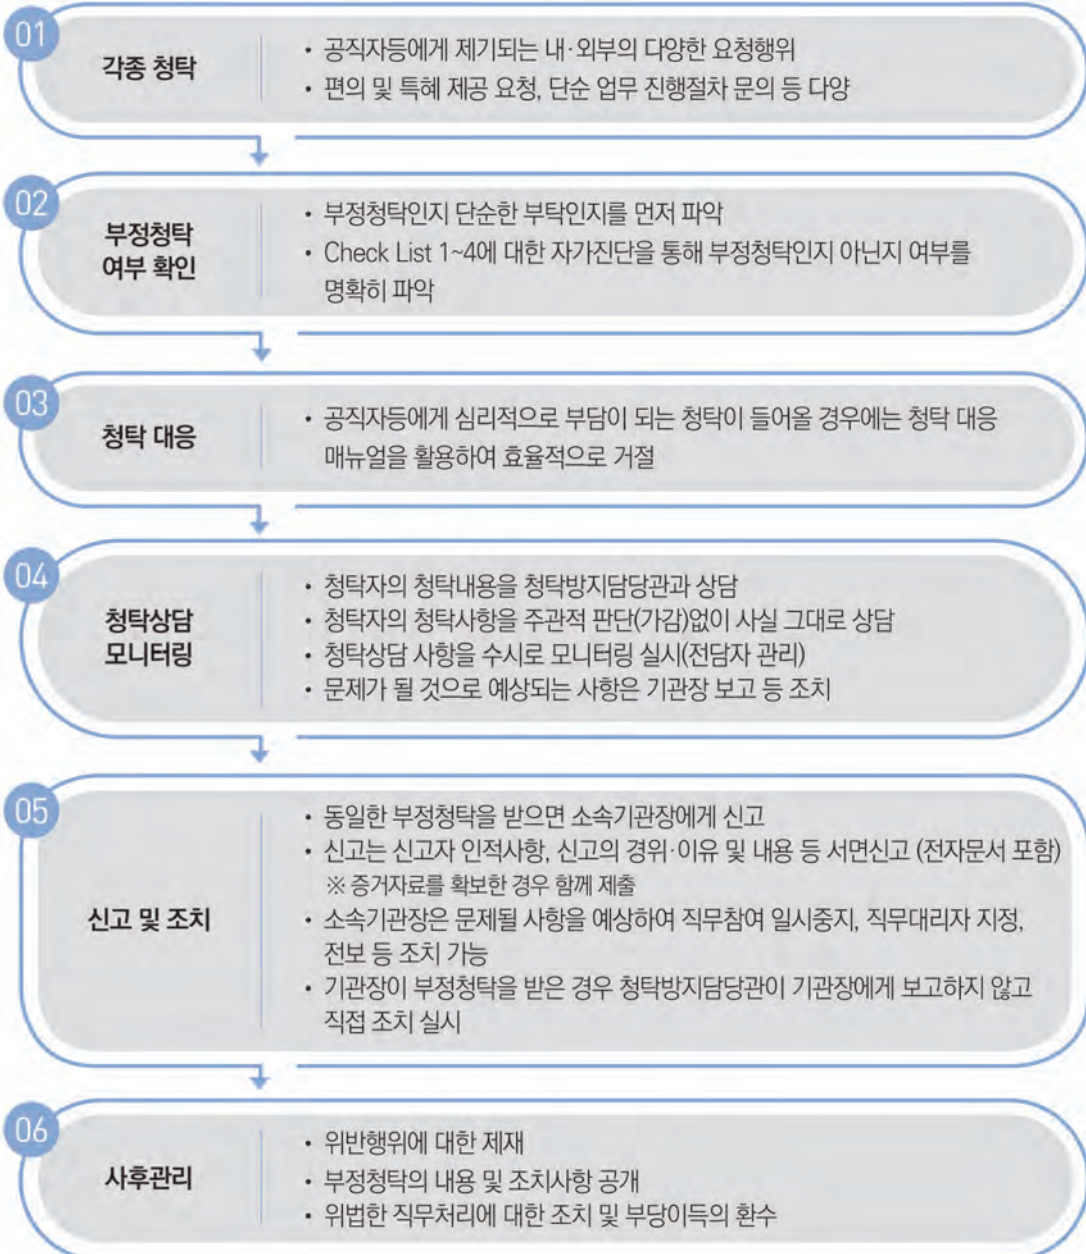 01
각종 청탁
• 공직자등에게 제기되는 내·외부의 다양한 요청행위
• 편의 및 특혜 제공 요청, 단순 업무 진행절차 문의 등 다양
02
부정청탁
여부 확인
• 부정청탁인지 단순한 부탁인지를 먼저 파악
• Check List 1~4에 대한 자가진단을 통해 부정청탁인지 아닌지 여부를
명확히 파악
03
청탁 대응
• 공직자등에게 심리적으로 부담이 되는 청탁이 들어올 경우에는 청탁 대응
매뉴얼을 활용하여 효율적으로 거절
04
청탁상담
모니터링
• 청탁자의 청탁내용을 청탁방지담당관과 상담
• 청탁자의 청탁사항을 주관적 판단(가감)없이 사실 그대로 상담
• 청탁상담 사항을 수시로 모니터링 실시(전담자 관리)
• 문제가 될 것으로 예상되는 사항은 기관장 보고 등 조치
05
신고 및 조치
• 동일한 부정청탁을 받으면 소속기관장에게 신고
• 신고는 신고자 인적사항, 신고의 경위·이유 및 내용 등 서면신고 (전자문서 포함)
※ 증거자료를 확보한 경우 함께 제출
• 소속기관장은 문제될 사항을 예상하여 직무참여 일시중지, 직무대리자 지정,
전보 등 조치 가능
• 기관장이 부정청탁을 받은 경우 청탁방지담당관이 기관장에게 보고하지 않고
직접 조치 실시
06
사후관리
• 위반행위에 대한 제재
• 부정청탁의 내용 및 조치사항 공개
• 위법한 직무처리에 대한 조치 및 부당이득의 환수